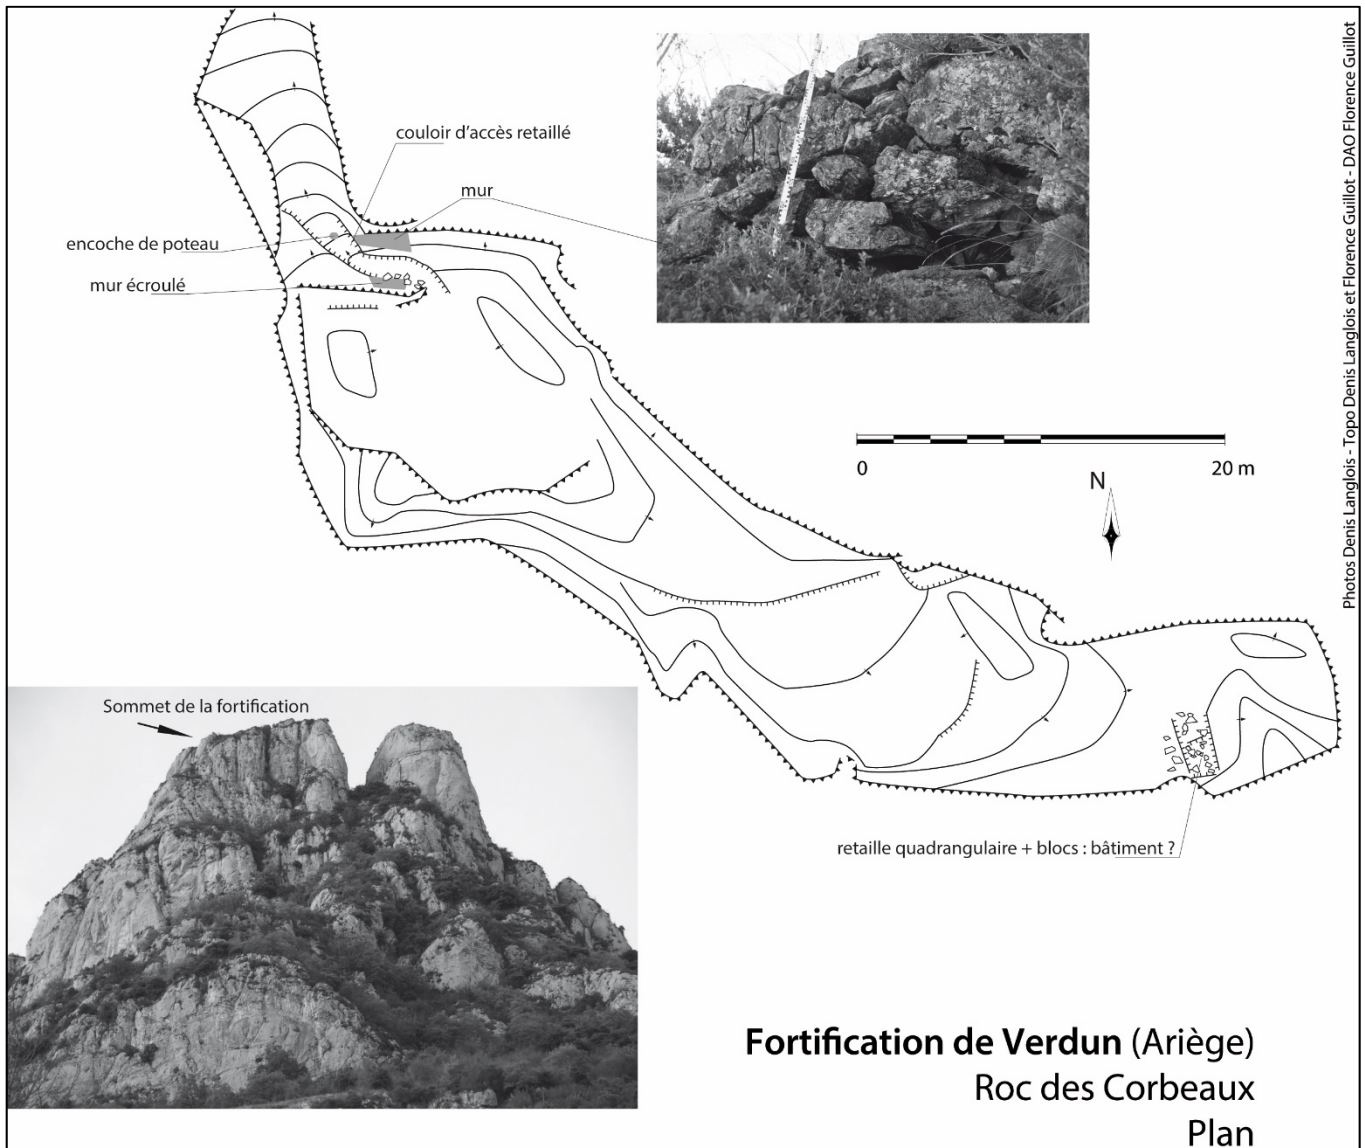 couloir d'accès retaillé
mur
encoche de poteau
mur écroulé
0
20 m
N
Sommet de la fortification
retaille quadrangulaire + blocs : bâtiment ?
Fortification de Verdun (Ariège)
Roc des Corbeaux
Plan
Photos Denis Langlois - Topo Denis Langlois et Florence Guillot - DAO Florence Guillot